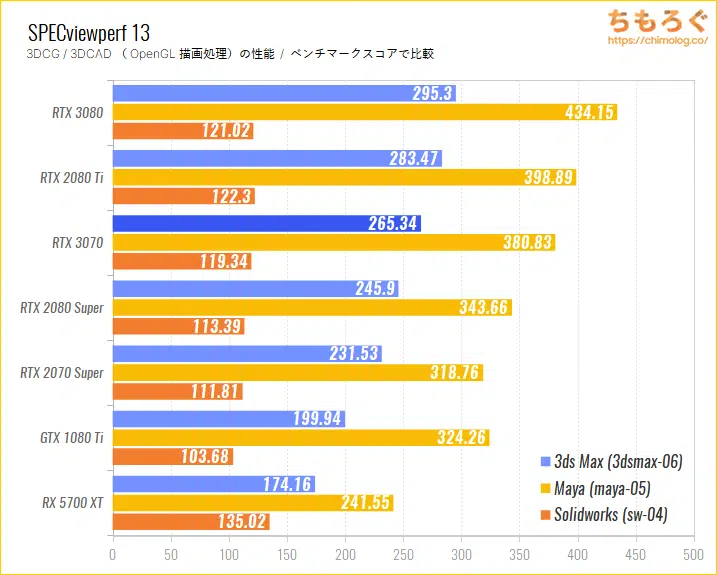 ちもろぐ
https://chimolog.co/
SPECviewperf 13
3DCG / 3DCAD （ OpenGL 描画処理）の性能 / ベンチマークスコアで比較
295.3
RTX 3080 434.15
121.02
283.47
RTX 2080 Ti 398.89
122.3
265.34
RTX 3070 380.83
119.34
245.9
RTX 2080 Super 343.66
113.39
231.53
RTX 2070 Super 318.76
111.81
199.94
GTX 1080 Ti 324.26
103.68
174.16
RX 5700 XT 241.55
135.02
3ds Max (3dsmax-06)
Maya (maya-05)
Solidworks (sw-04)
0 50 100 150 200 250 300 350 400 450 500